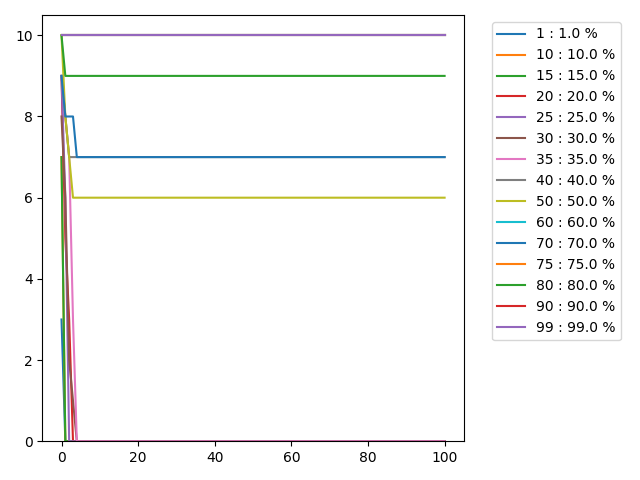 10
8
6
4
2
0
0 20 40 60 80 100
1 : 1.0 %
10 : 10.0 %
15 : 15.0 %
20 : 20.0 %
25 : 25.0 %
30 : 30.0 %
35 : 35.0 %
40 : 40.0 %
50 : 50.0 %
60 : 60.0 %
70 : 70.0 %
75 : 75.0 %
80 : 80.0 %
90 : 90.0 %
99 : 99.0 %